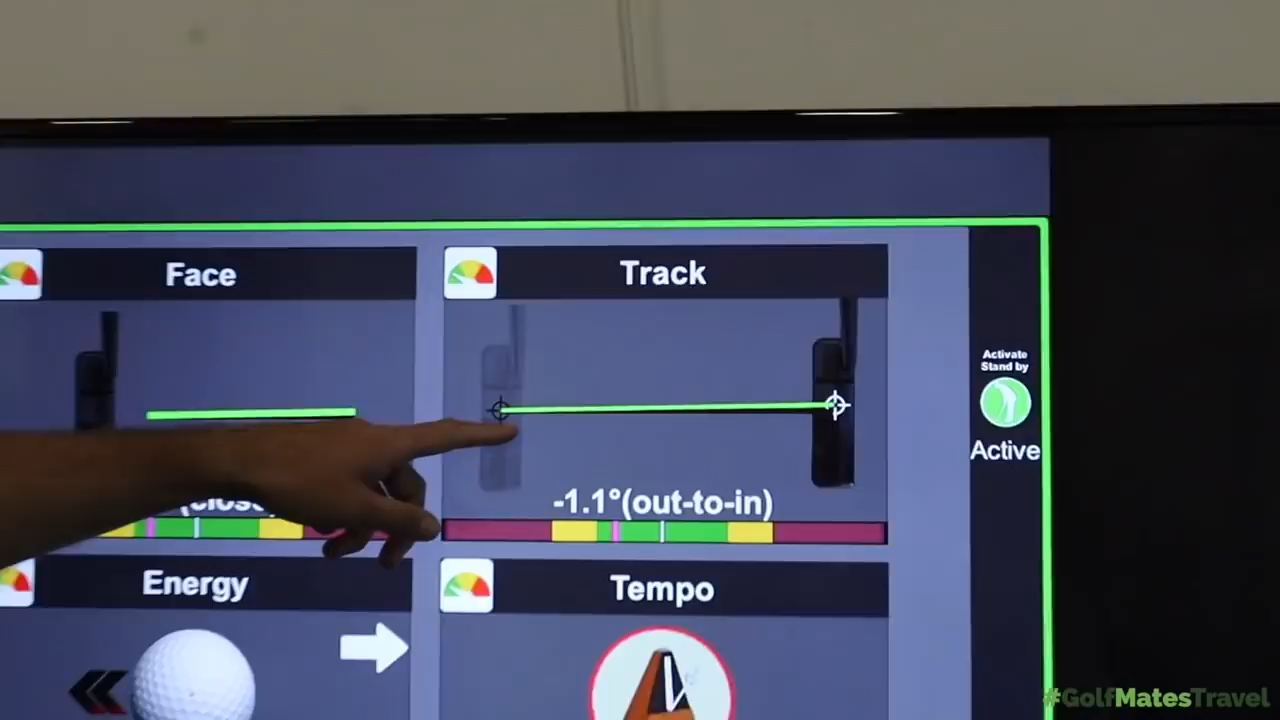 Face
Track
Activate
Stand by
Active
-1.1°(out-to-in)
Energy
Tempo
#GolfMatesTravel